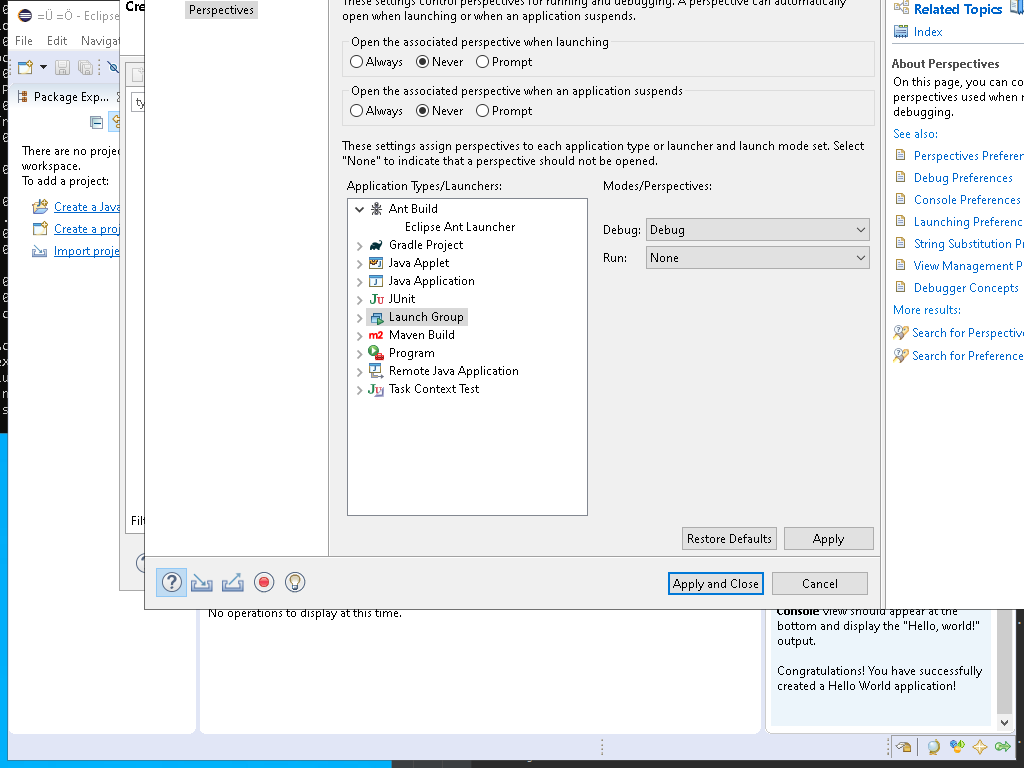 =Ü =Ö - Eclipse
Cre
File Edit Navigat
Package Exp...
There are no proje
workspace.
To add a project:
Create a Java
Create a proj
Import proje
ty
Filt
Perspectives
These settings control perspectives for running and debugging. A perspective can automatically
open when launching or when an application suspends.
Open the associated perspective when launching
Always Never Prompt
Open the associated perspective when an application suspends
Always Never Prompt
These settings assign perspectives to each application type or launcher and launch mode set. Select
"None" to indicate that a perspective should not be opened.
Application Types/Launchers:
Modes/Perspectives:
Ant Build
Eclipse Ant Launcher
Gradle Project
Java Applet
Java Application
JUnit
Launch Group
Maven Build
Program
Remote Java Application
Task Context Test
Debug: Debug
Run: None
Restore Defaults Apply
Apply and Close Cancel
Related Topics
Index
About Perspectives
On this page, you can co
perspectives used when r
debugging.
See also:
Perspectives Preferen
Debug Preferences
Console Preferences
Launching Preferenc
String Substitution Pr
View Management P
Debugger Concepts
More results:
Search for Perspective
Search for Preference
No operations to display at this time.
Console view should appear at the
bottom and display the "Hello, world!"
output.
Congratulations! You have successfully
created a Hello World application!